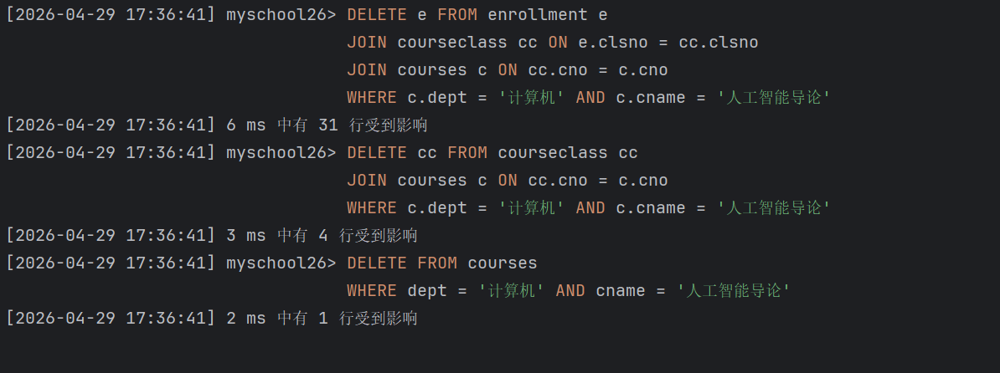 [2026-04-29 17:36:41] myschool26> DELETE e FROM enrollment e
JOIN courseclass cc ON e.clsno = cc.clsno
JOIN courses c ON cc.cno = c.cno
WHERE c.dept = '计算机' AND c.cname = '人工智能导论'
[2026-04-29 17:36:41] 6 ms 中有 31 行受到影响
[2026-04-29 17:36:41] myschool26> DELETE cc FROM courseclass cc
JOIN courses c ON cc.cno = c.cno
WHERE c.dept = '计算机' AND c.cname = '人工智能导论'
[2026-04-29 17:36:41] 3 ms 中有 4 行受到影响
[2026-04-29 17:36:41] myschool26> DELETE FROM courses
WHERE dept = '计算机' AND cname = '人工智能导论'
[2026-04-29 17:36:41] 2 ms 中有 1 行受到影响